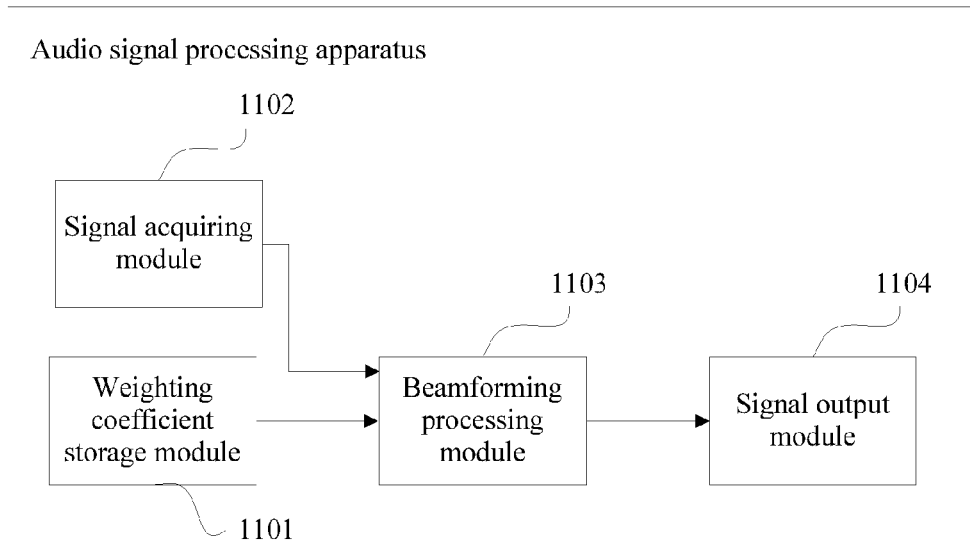 Audio signal processing apparatus
1102
Signal acquiring
module
1103
1104
Weighting
coefficient
storage module
Beamforming
processing
module
Signal output
module
1101